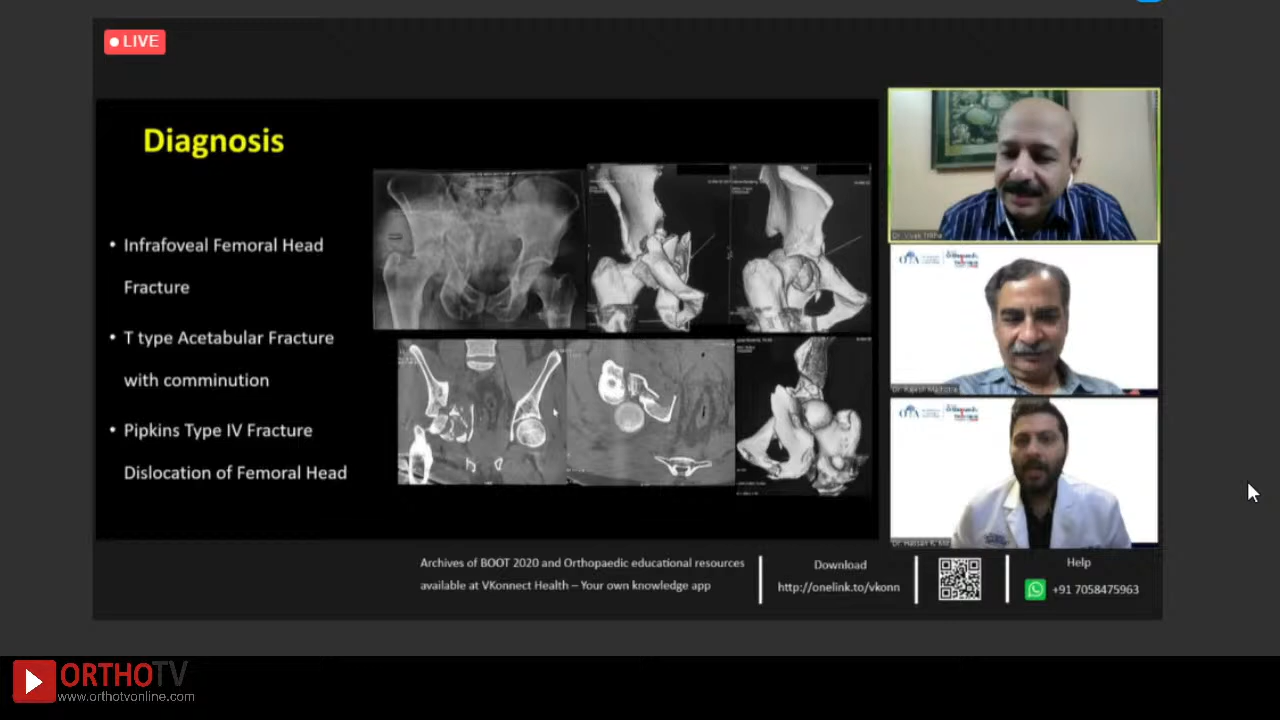 LIVE
Diagnosis
• Infrafoveal Femoral Head
Fracture
• T type Acetabular Fracture
with comminution
• Pipkins Type IV Fracture
Dislocation of Femoral Head
OTA
OTA
Archives of BOOT 2020 and Orthopaedic educational resources
available at VKonnect Health – Your own knowledge app
Download
http://onelink.to/vkonn
Help
+91 7058475963
ORTHOTV
www.orthotvonline.com